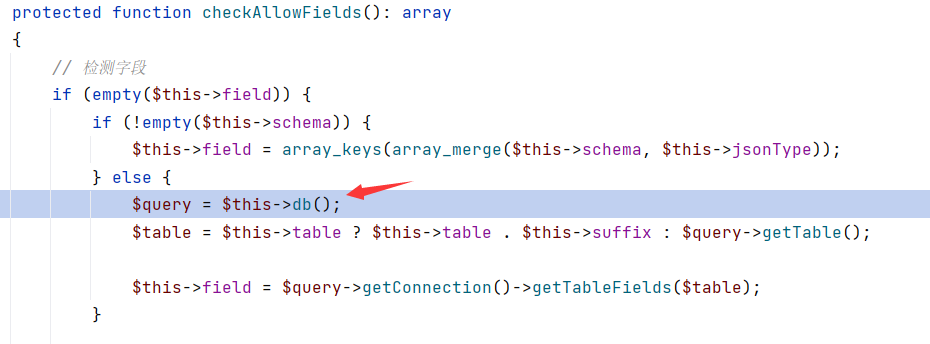 protected function checkAllowFields(): array
{
// 检测字段
if (empty($this->field)) {
if (!empty($this->schema)) {
$this->field = array_keys(array_merge($this->schema, $this->jsonType));
} else {
$query = $this->db();
$table = $this->table ? $this->table . $this->suffix : $query->getTable();
$this->field = $query->getConnection()->getTableFields($table);
}